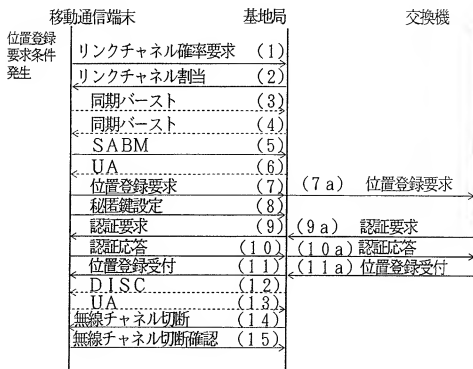 移動通信端末 基地局 交換機
位置登録
要求条件
発生
リンクチャネル確率要求 (1)
リンクチャネル割当 (2)
同期バースト (3)
同期バースト (4)
SABM (5)
UA (6)
位置登録要求 (7) (7a) 位置登録要求
秘匿鍵設定 (8)
認証要求 (9) (9a) 認証要求
認証応答 (10) (10a) 認証応答
位置登録受付 (11) (11a) 位置登録受付
DISC (12)
UA (13)
無線チャネル切断 (14)
無線チャネル切断確認 (15)